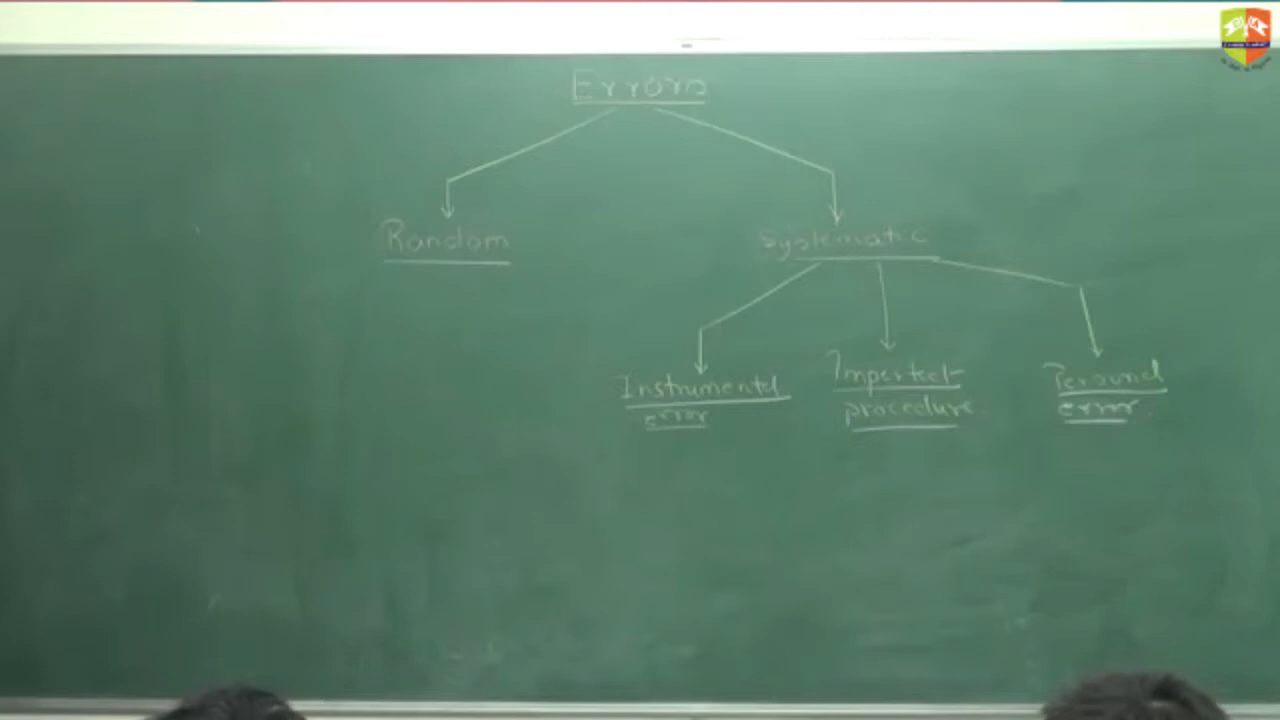 Errors
Random
Systematic
Instrumental
error
Imperfect
procedure
Personal
error